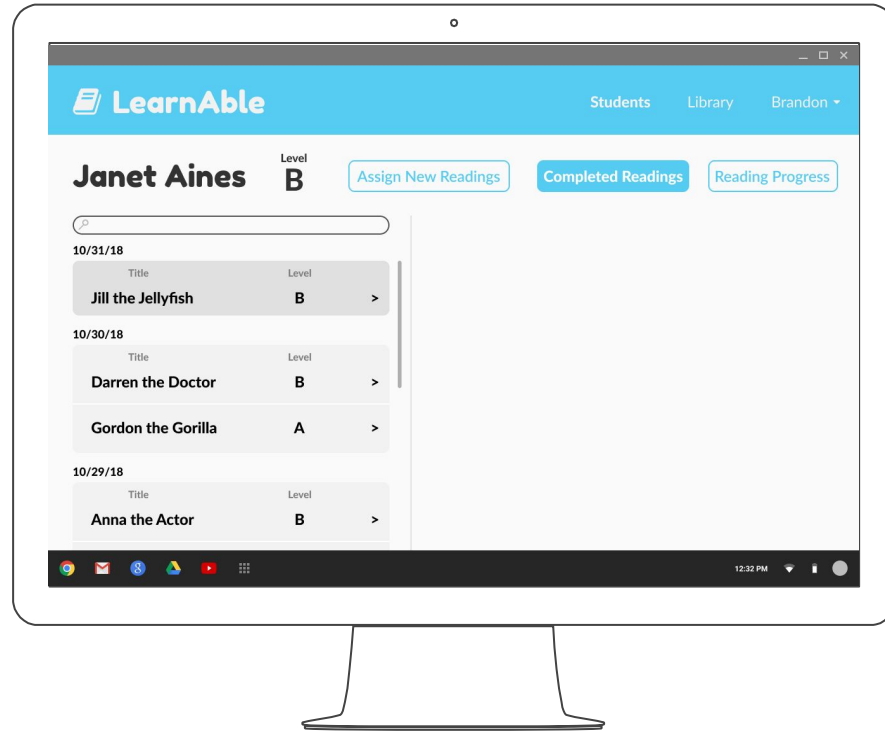 LearnAble
Students Library Brandon
Janet Aines
Level
B
Assign New Readings
Completed Readings
Reading Progress
10/31/18
Title Level
Jill the Jellyfish B >
10/30/18
Title Level
Darren the Doctor B >
Gordon the Gorilla A >
10/29/18
Title Level
Anna the Actor B >
12:32 PM